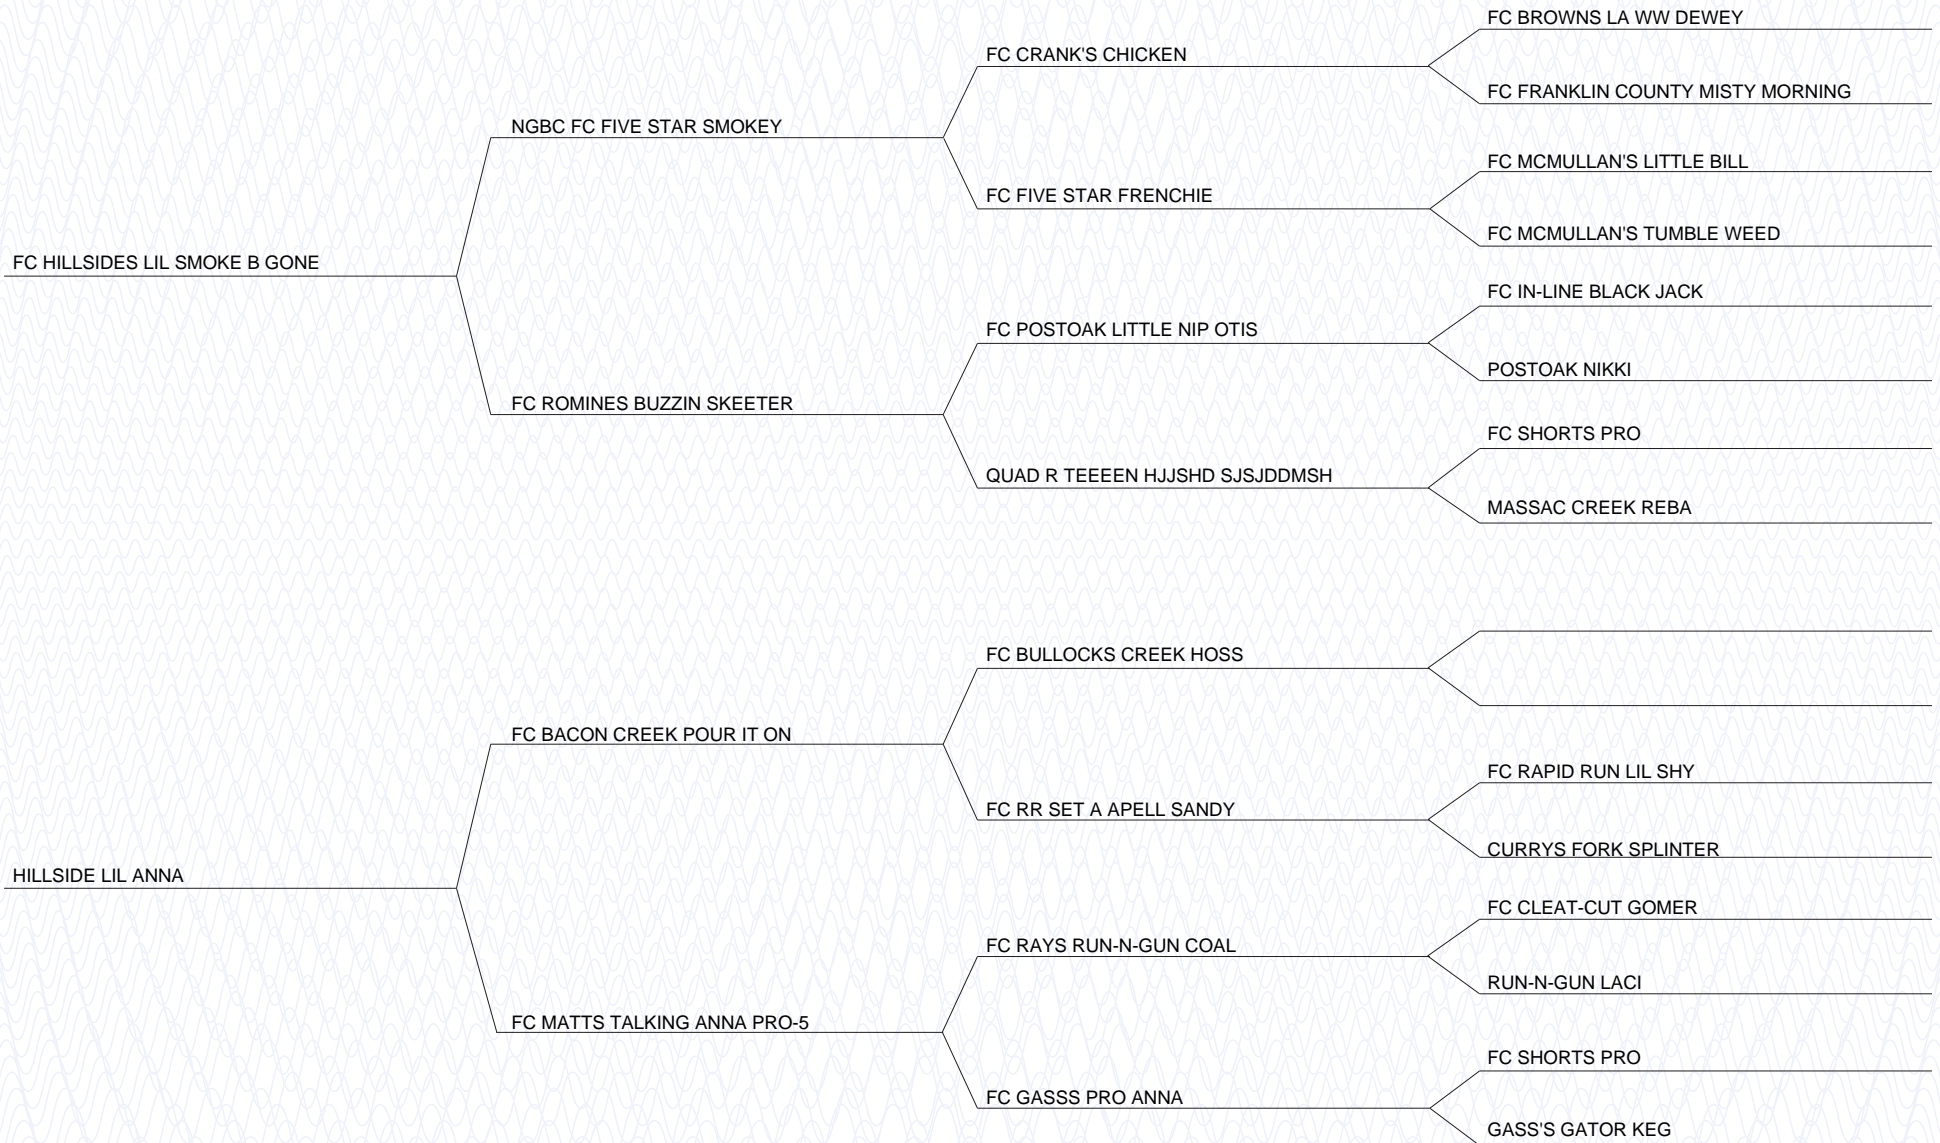 FC BROWNS LA WW DEWEY
FC CRANK'S CHICKEN
FC FRANKLIN COUNTY MISTY MORNING
NGBC FC FIVE STAR SMOKEY
FC MCMULLAN'S LITTLE BILL
FC FIVE STAR FRENCHIE
FC MCMULLAN'S TUMBLE WEED
FC HILLSIDES LIL SMOKE B GONE
FC IN-LINE BLACK JACK
FC POSTOAK LITTLE NIP OTIS
POSTOAK NIKKI
FC ROMINES BUZZIN SKEETER
FC SHORTS PRO
QUAD R TEEEEN HJJSHD SJSJDDMSH
MASSAC CREEK REBA
FC BULLOCKS CREEK HOSS
FC BACON CREEK POUR IT ON
FC RAPID RUN LIL SHY
FC RR SET A APELL SANDY
CURRYS FORK SPLINTER
HILLSIDE LIL ANNA
FC CLEAT-CUT GOMER
FC RAYS RUN-N-GUN COAL
RUN-N-GUN LACI
FC MATTS TALKING ANNA PRO-5
FC SHORTS PRO
FC GASSS PRO ANNA
GASS'S GATOR KEG